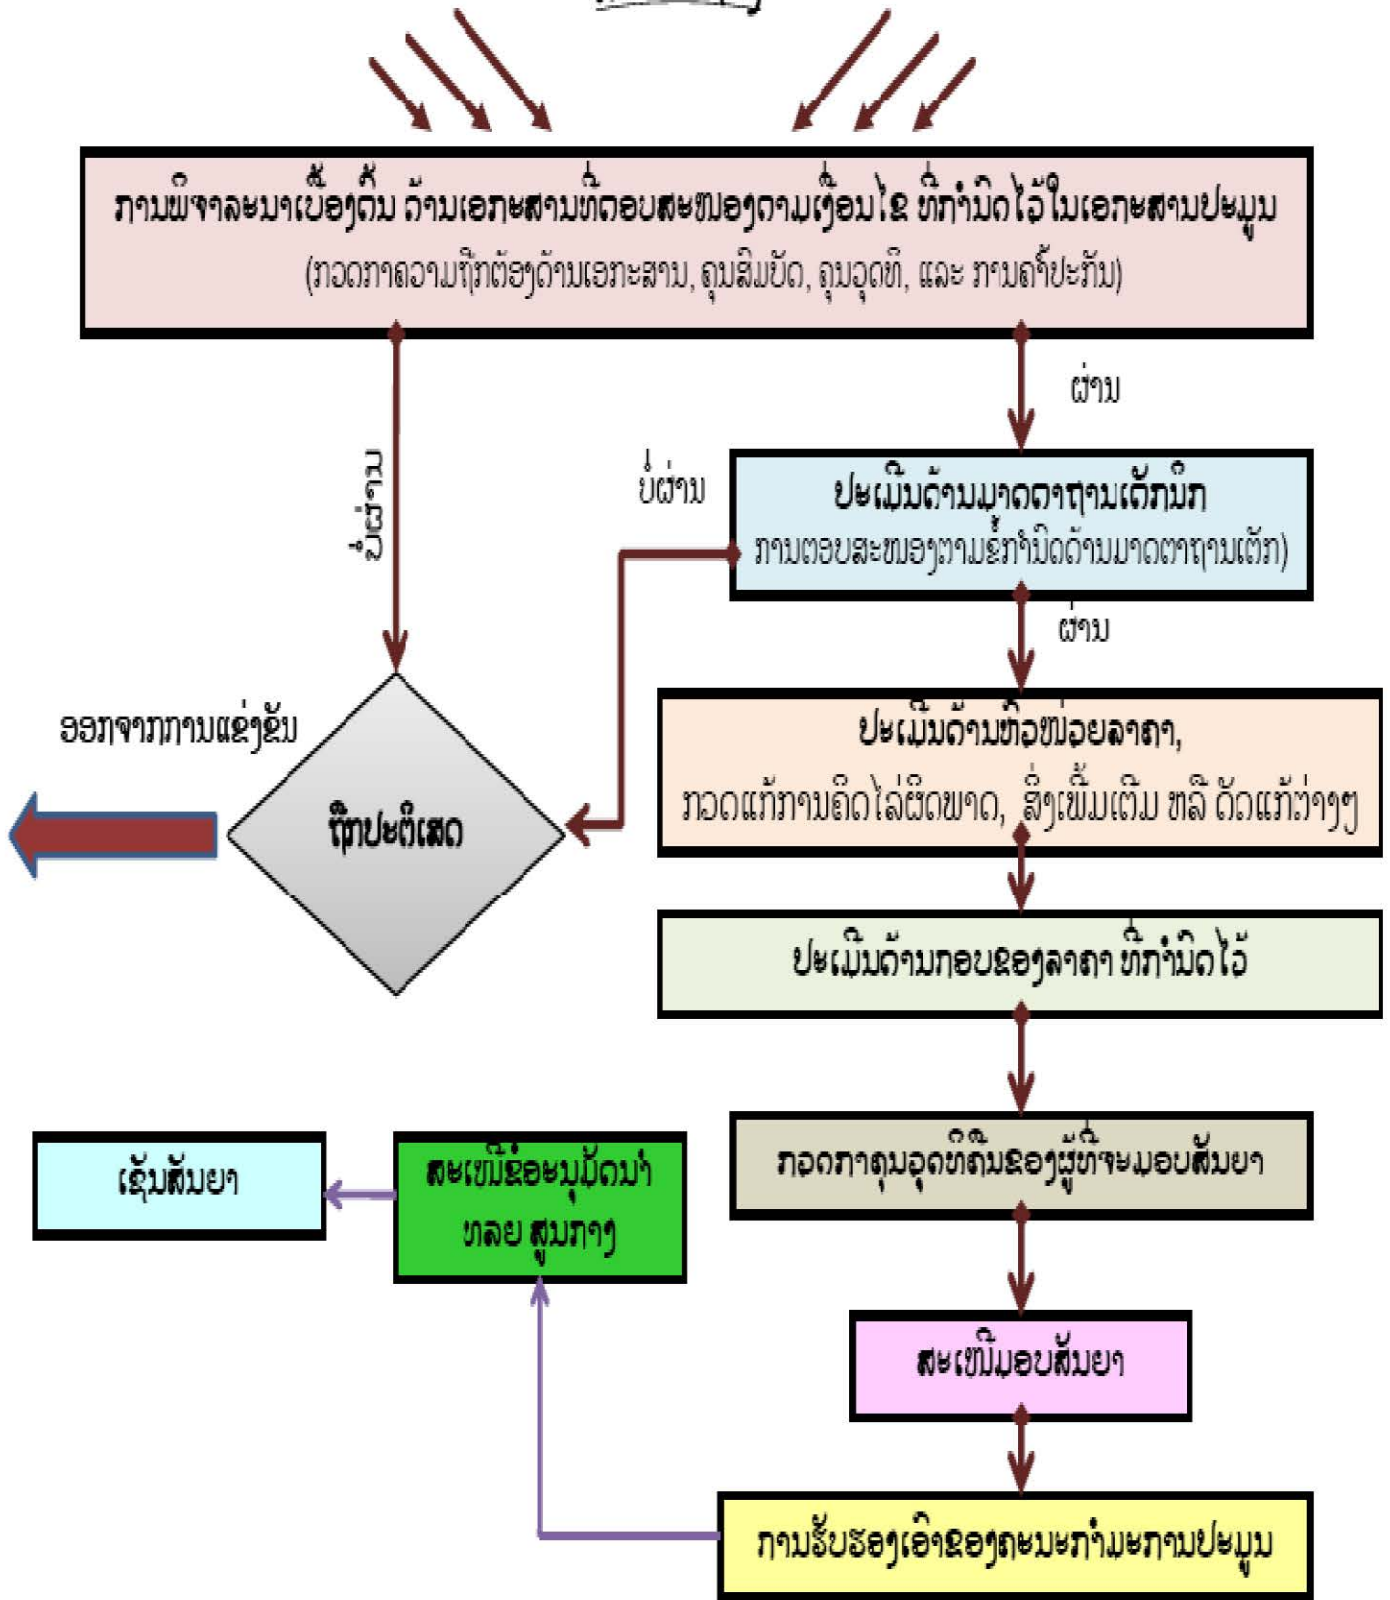 ການພິຈາລະນາເບື້ອງຕົ້ນ ດ້ານເອກະສານທີ່ຕອບສະໜອງຕາມເງື່ອນໄຂ ທີ່ກຳນົດໄວ້ໃນເອກະສານປະມູນ
(ກວດກາຄວາມຖືກຕ້ອງດ້ານເອກະສານ, ຄຸນສົມບັດ, ຄຸນວຸດທິ, ແລະ ການຄ້ຳປະກັນ)
ຜ່ານ
ບໍ່ຜ່ານ
ບໍ່ຜ່ານ
ປະເມີນດ້ານມາດຕາຖານເຕັກນິກ
ການຕອບສະໜອງຕາມຂໍ້ກຳນົດດ້ານມາດຕາຖານເຕັກ)
ຜ່ານ
ອອກຈາກການແຂ່ງຂັນ
ຖືກປະຕິເສດ
ປະເມີນດ້ານຫົວໜ່ວຍລາຄາ,
ກວດແກ້ການຄິດໄລ່ຜິດພາດ, ສິ່ງເພີ້ມເຕີມ ຫລື ດັດແກ້ຕ່າງໆ
ປະເມີນດ້ານກອບຂອງລາຄາ ທີ່ກຳນົດໄວ້
ກວດກາຄຸນວຸດທິຄືນຂອງຜູ້ທີ່ຈະມອບສັນຍາ
ເຊັນສັນຍາ
ສະເໜີຂໍອະນຸມັດນຳ
ຫລຍ ສູນກາງ
ສະເໜີມອບສັນຍາ
ການຮັບຮອງເອົາຂອງຄະນະກຳມະການປະມູນ